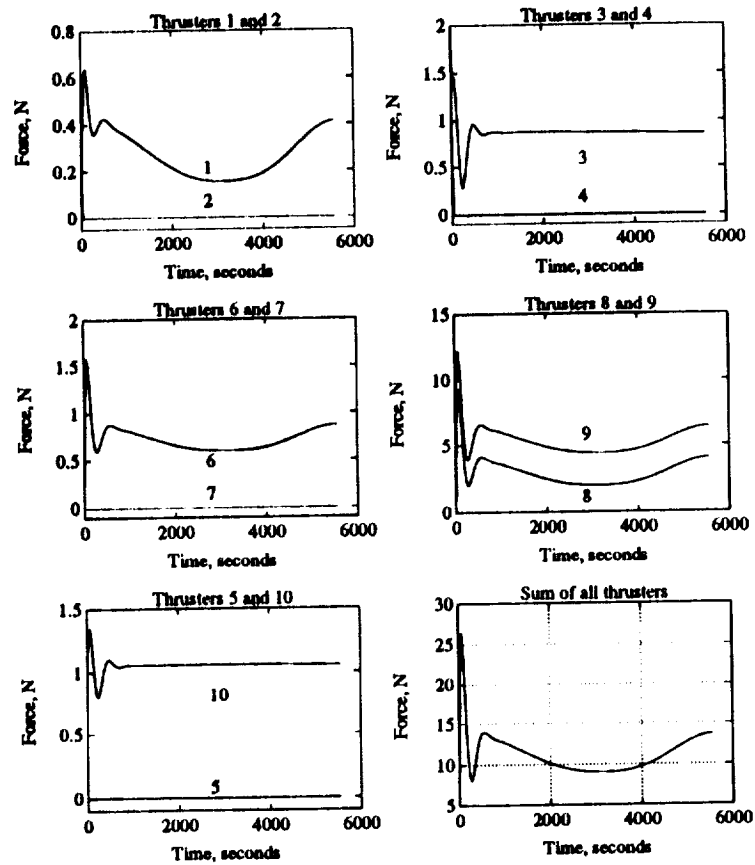 Thrusters 1 and 2
0.8
0.6
0.4
0.2
0
Force, N
1
2
0 2000 4000 6000
Time, seconds
Thrusters 3 and 4
2
1.5
1
0.5
0
Force, N
3
4
0 2000 4000 6000
Time, seconds
Thrusters 6 and 7
2
1.5
1
0.5
0
Force, N
6
7
0 2000 4000 6000
Time, seconds
Thrusters 8 and 9
15
10
5
0
Force, N
9
8
0 2000 4000 6000
Time, seconds
Thrusters 5 and 10
1.5
1
0.5
0
Force, N
10
5
0 2000 4000 6000
Time, seconds
Sum of all thrusters
30
25
20
15
10
5
Force, N
0 2000 4000 6000
Time, seconds